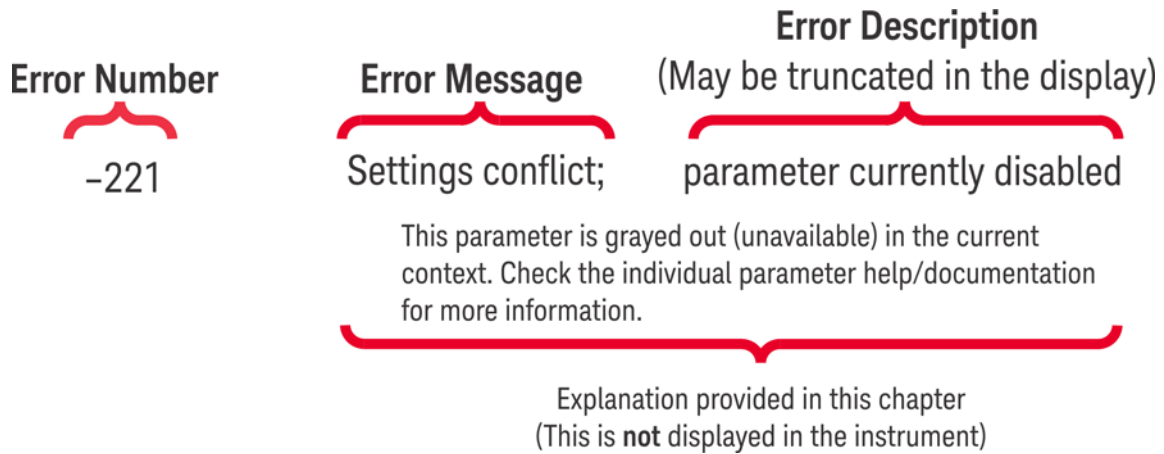 Error Description
Error Number
Error Message
(May be truncated in the display)
–221
Settings conflict;
parameter currently disabled
This parameter is grayed out (unavailable) in the current
context. Check the individual parameter help/documentation
for more information.
Explanation provided in this chapter
(This is not displayed in the instrument)